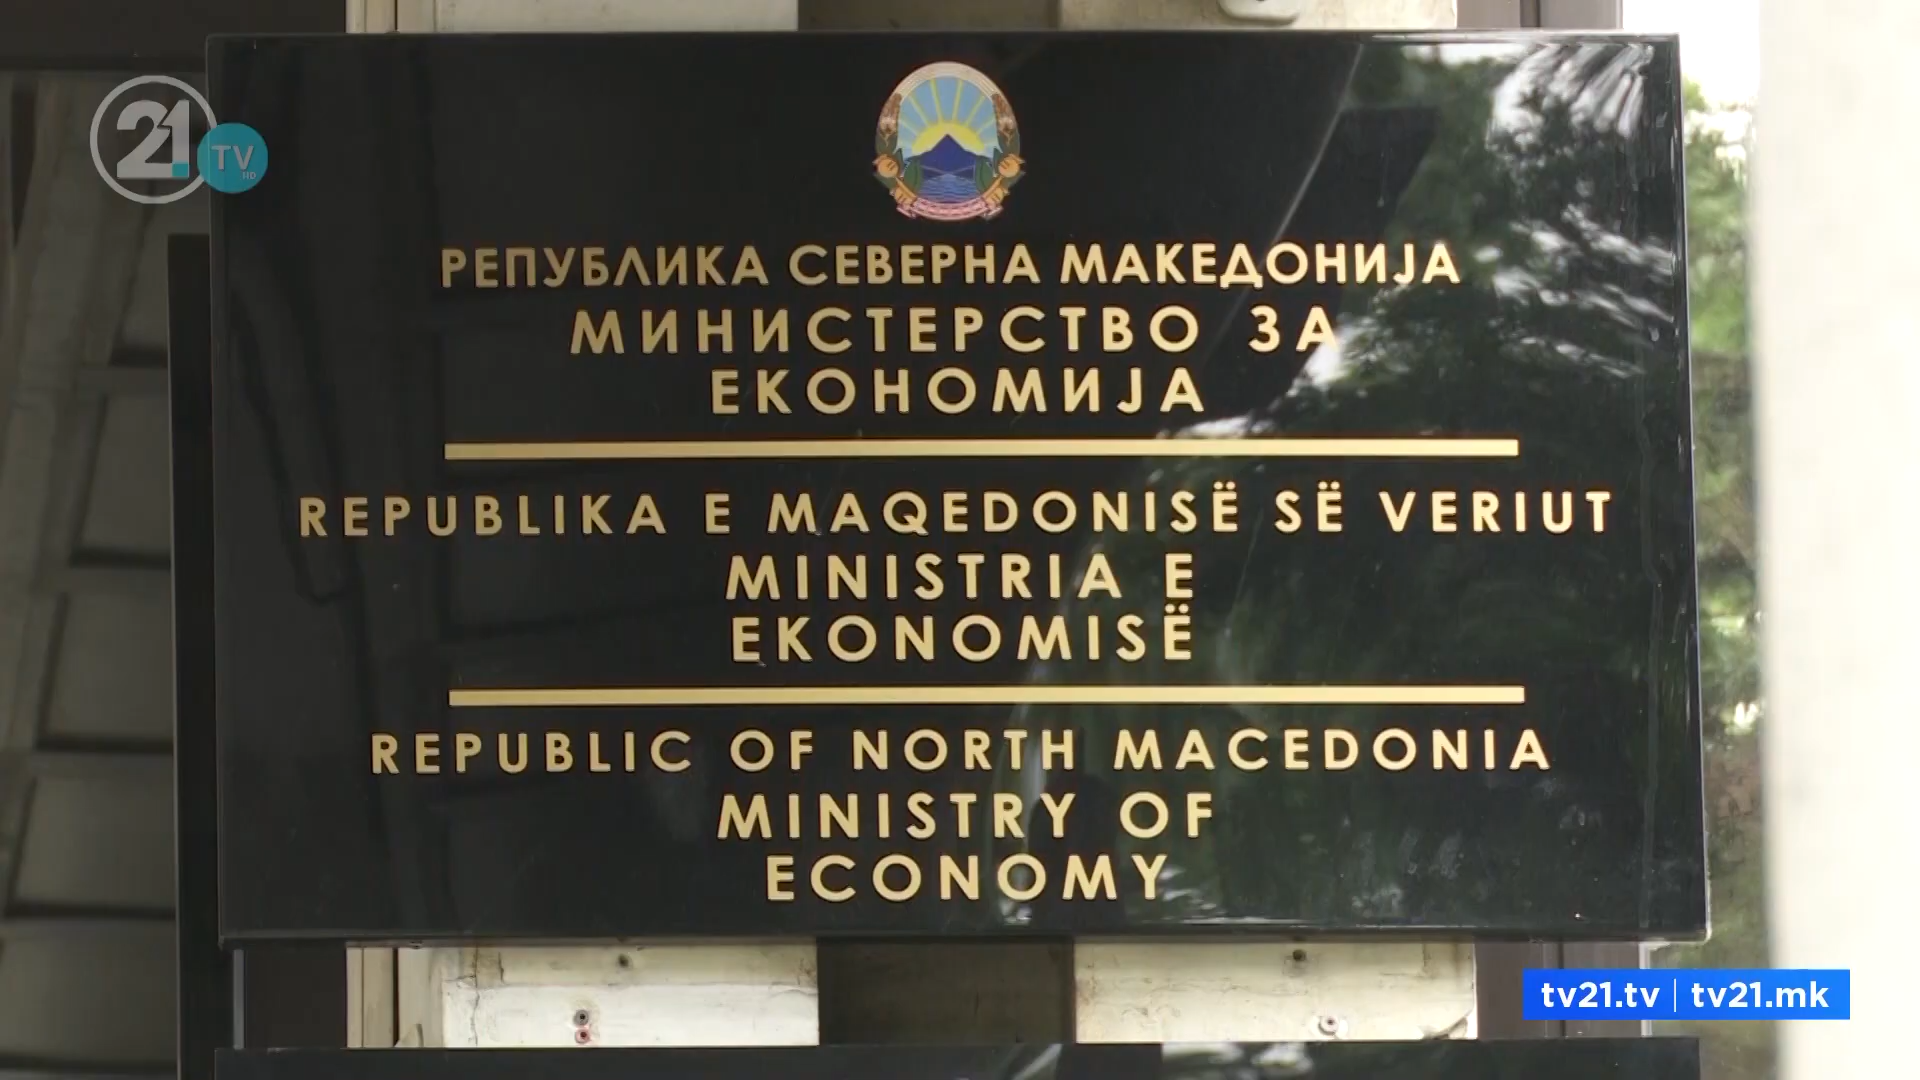 21 TV HD
РЕПУБЛИКА СЕВЕРНА МАКЕДОНИЈА
МИНИСТЕРСТВО ЗА
ЕКОНОМИЈА
REPUBLIKA E MAQEDONISË SË VERIUT
MINISTRIA E
EKONOMISË
REPUBLIC OF NORTH MACEDONIA
MINISTRY OF
ECONOMY
tv21.tv | tv21.mk